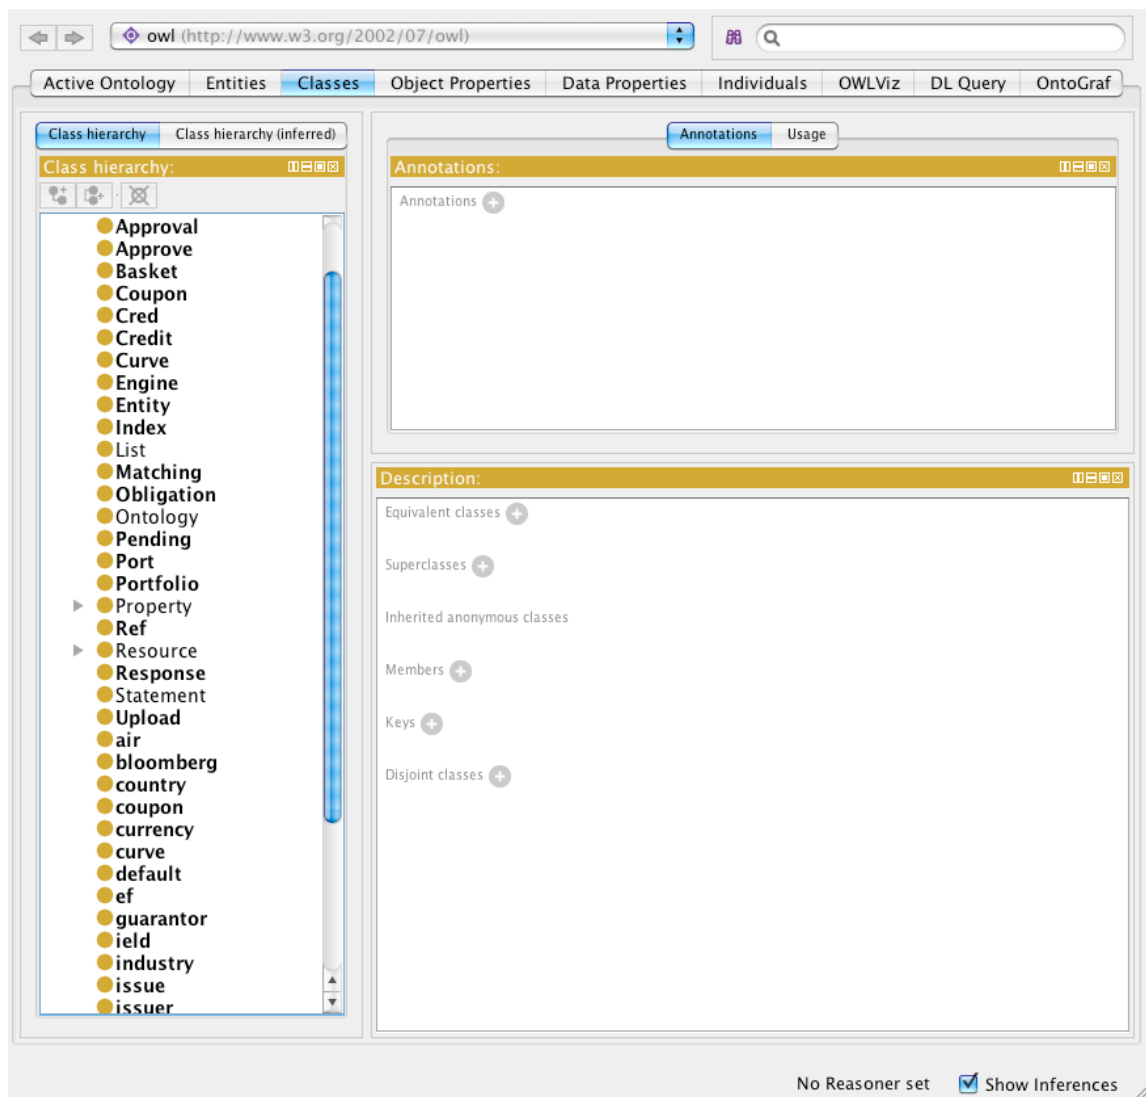 owl (http://www.w3.org/2002/07/owl)
Active Ontology Entities Classes Object Properties Data Properties Individuals OWLViz DL Query OntoGraf
Class hierarchy Class hierarchy (inferred)
Class hierarchy:
Approval
Approve
Basket
Coupon
Cred
Credit
Curve
Engine
Entity
Index
List
Matching
Obligation
Ontology
Pending
Port
Portfolio
Property
Ref
Resource
Response
Statement
Upload
air
bloomberg
country
coupon
currency
curve
default
ef
guarantor
ield
industry
issue
issuer
Annotations Usage
Annotations:
Annotations
Description:
Equivalent classes
Superclasses
Inherited anonymous classes
Members
Keys
Disjoint classes
No Reasoner set Show Inferences